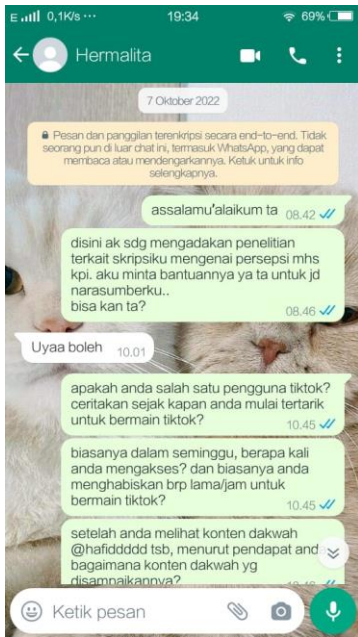 E 0,1K/s ··· 19:34 69%
Hermalita
7 Oktober 2022
Pesan dan panggilan terenkripsi secara end-to-end. Tidak
seorang pun di luar chat ini, termasuk WhatsApp, yang dapat
membaca atau mendengarkannya. Ketuk untuk info
selengkapnya.
assalamu'alaikum ta 08.42
disini ak sdg mengadakan penelitian
terkait skripsiku mengenai persepsi mhs
kpi. aku minta bantuannya ya ta untuk jd
narasumberku..
bisa kan ta?
08.46
Uyaa boleh 10.01
apakah anda salah satu pengguna tiktok?
ceritakan sejak kapan anda mulai tertarik
untuk bermain tiktok?
10.45
biasanya dalam seminggu, berapa kali
anda mengakses? dan biasanya anda
menghabiskan brp lama/jam untuk
bermain tiktok?
10.45
setelah anda melihat konten dakwah
@hafiddddd tsb, menurut pendapat and
bagaimana konten dakwah yg
disampaikannya?
Ketik pesan